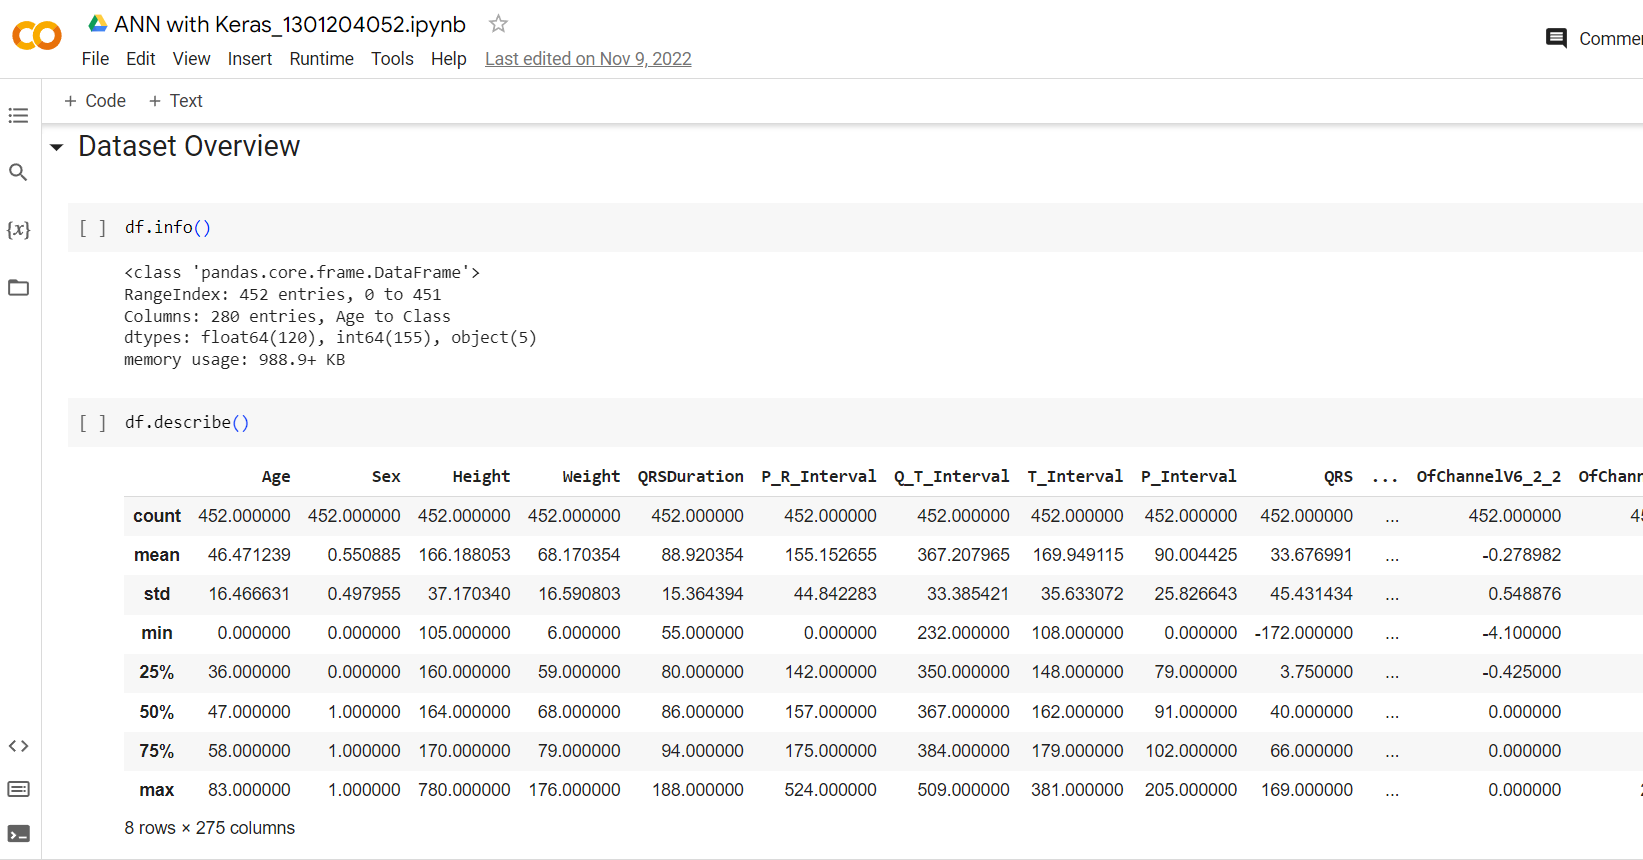 ANN with Keras_1301204052.ipynb
File Edit View Insert Runtime Tools Help Last edited on Nov 9, 2022
+ Code + Text
Dataset Overview
[ ] df.info()
<class 'pandas.core.frame.DataFrame'>
RangeIndex: 452 entries, 0 to 451
Columns: 280 entries, Age to Class
dtypes: float64(120), int64(155), object(5)
memory usage: 988.9+ KB
[ ] df.describe()
Age Sex Height Weight QRSDuration P_R_Interval Q_T_Interval T_Interval P_Interval QRS ... OfChannelV6_2_2
count 452.000000 452.000000 452.000000 452.000000 452.000000 452.000000 452.000000 452.000000 452.000000 452.000000 ... 452.000000
mean 46.471239 0.550885 166.188053 68.170354 88.920354 155.152655 367.207965 169.949115 90.004425 33.676991 ... -0.278982
std 16.466631 0.497955 37.170340 16.590803 15.364394 44.842283 33.385421 35.633072 25.826643 45.431434 ... 0.548876
min 0.000000 0.000000 105.000000 6.000000 55.000000 0.000000 232.000000 108.000000 0.000000 -172.000000 ... -4.100000
25% 36.000000 0.000000 160.000000 59.000000 80.000000 142.000000 350.000000 148.000000 79.000000 3.750000 ... -0.425000
50% 47.000000 1.000000 164.000000 68.000000 86.000000 157.000000 367.000000 162.000000 91.000000 40.000000 ... 0.000000
75% 58.000000 1.000000 170.000000 79.000000 94.000000 175.000000 384.000000 179.000000 102.000000 66.000000 ... 0.000000
max 83.000000 1.000000 780.000000 176.000000 188.000000 524.000000 509.000000 381.000000 205.000000 169.000000 ... 0.000000
8 rows × 275 columns